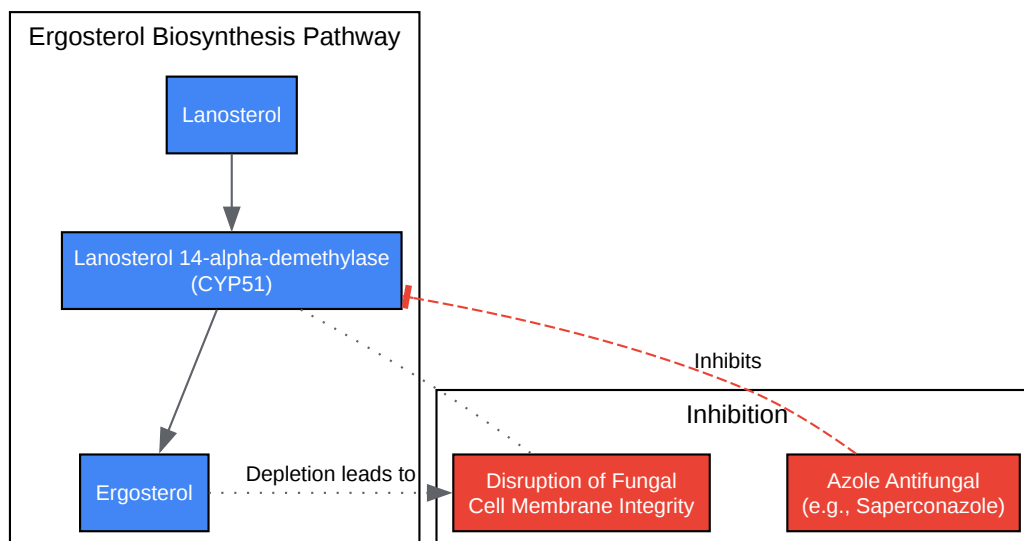 Ergosterol Biosynthesis Pathway
Lanosterol
Lanosterol 14-alpha-demethylase
(CYP51)
Inhibits
Inhibition
Ergosterol
Depletion leads to
Disruption of Fungal
Cell Membrane Integrity
Azole Antifungal
(e.g., Saperconazole)